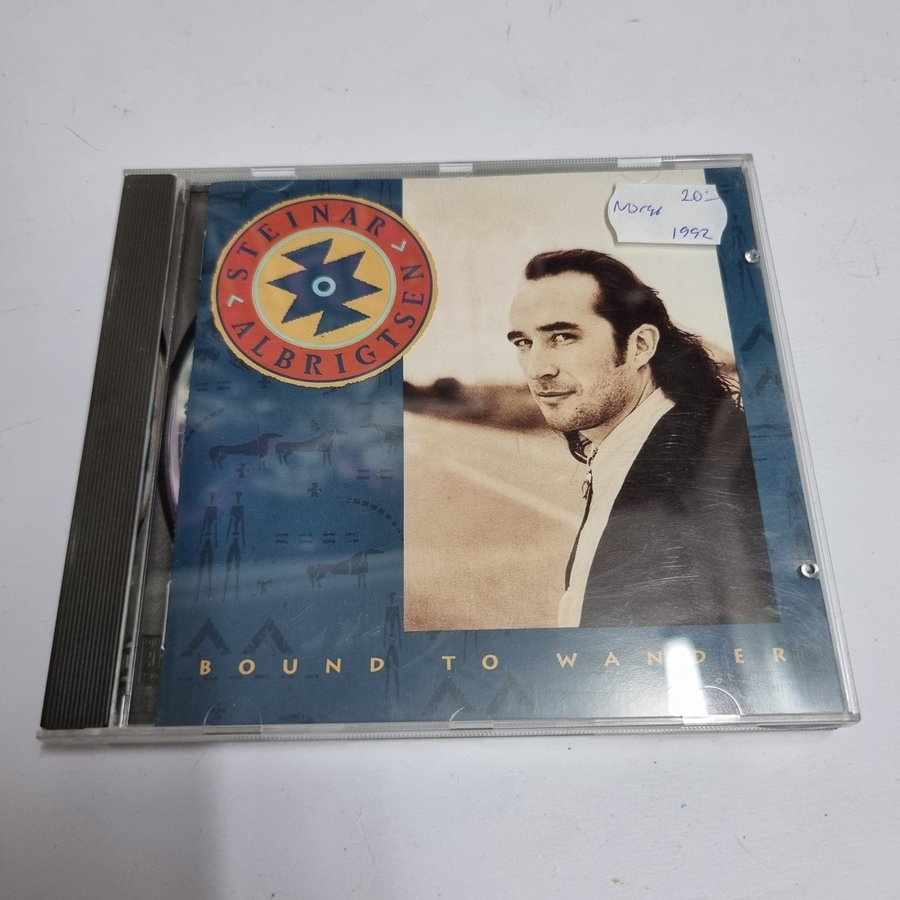 STEINAR
ALBRIGTSEN
20:-
Norge
1992
BOUND TO WANDER